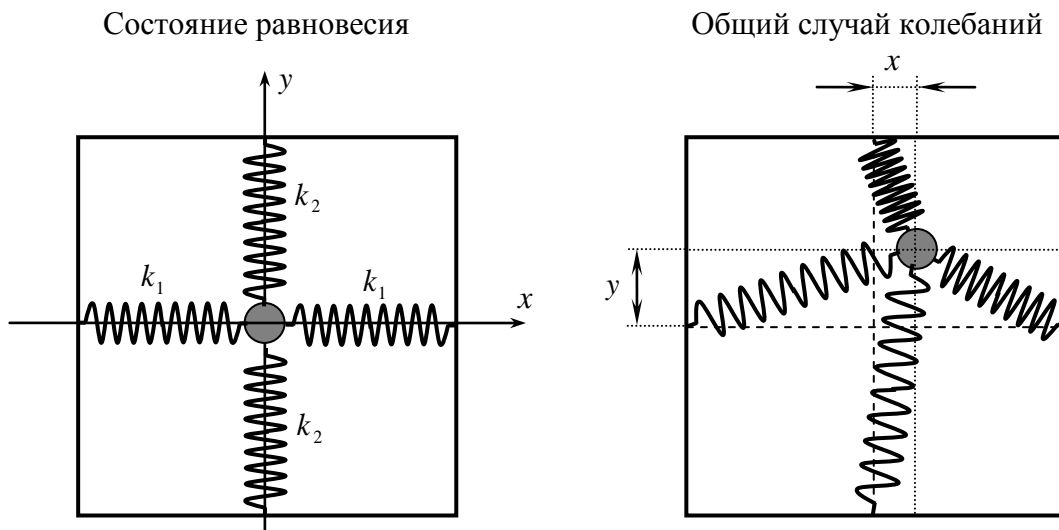 Состояние равновесия
Общий случай колебаний
y
k₂
k₁
k₁
x
k₂
x
y